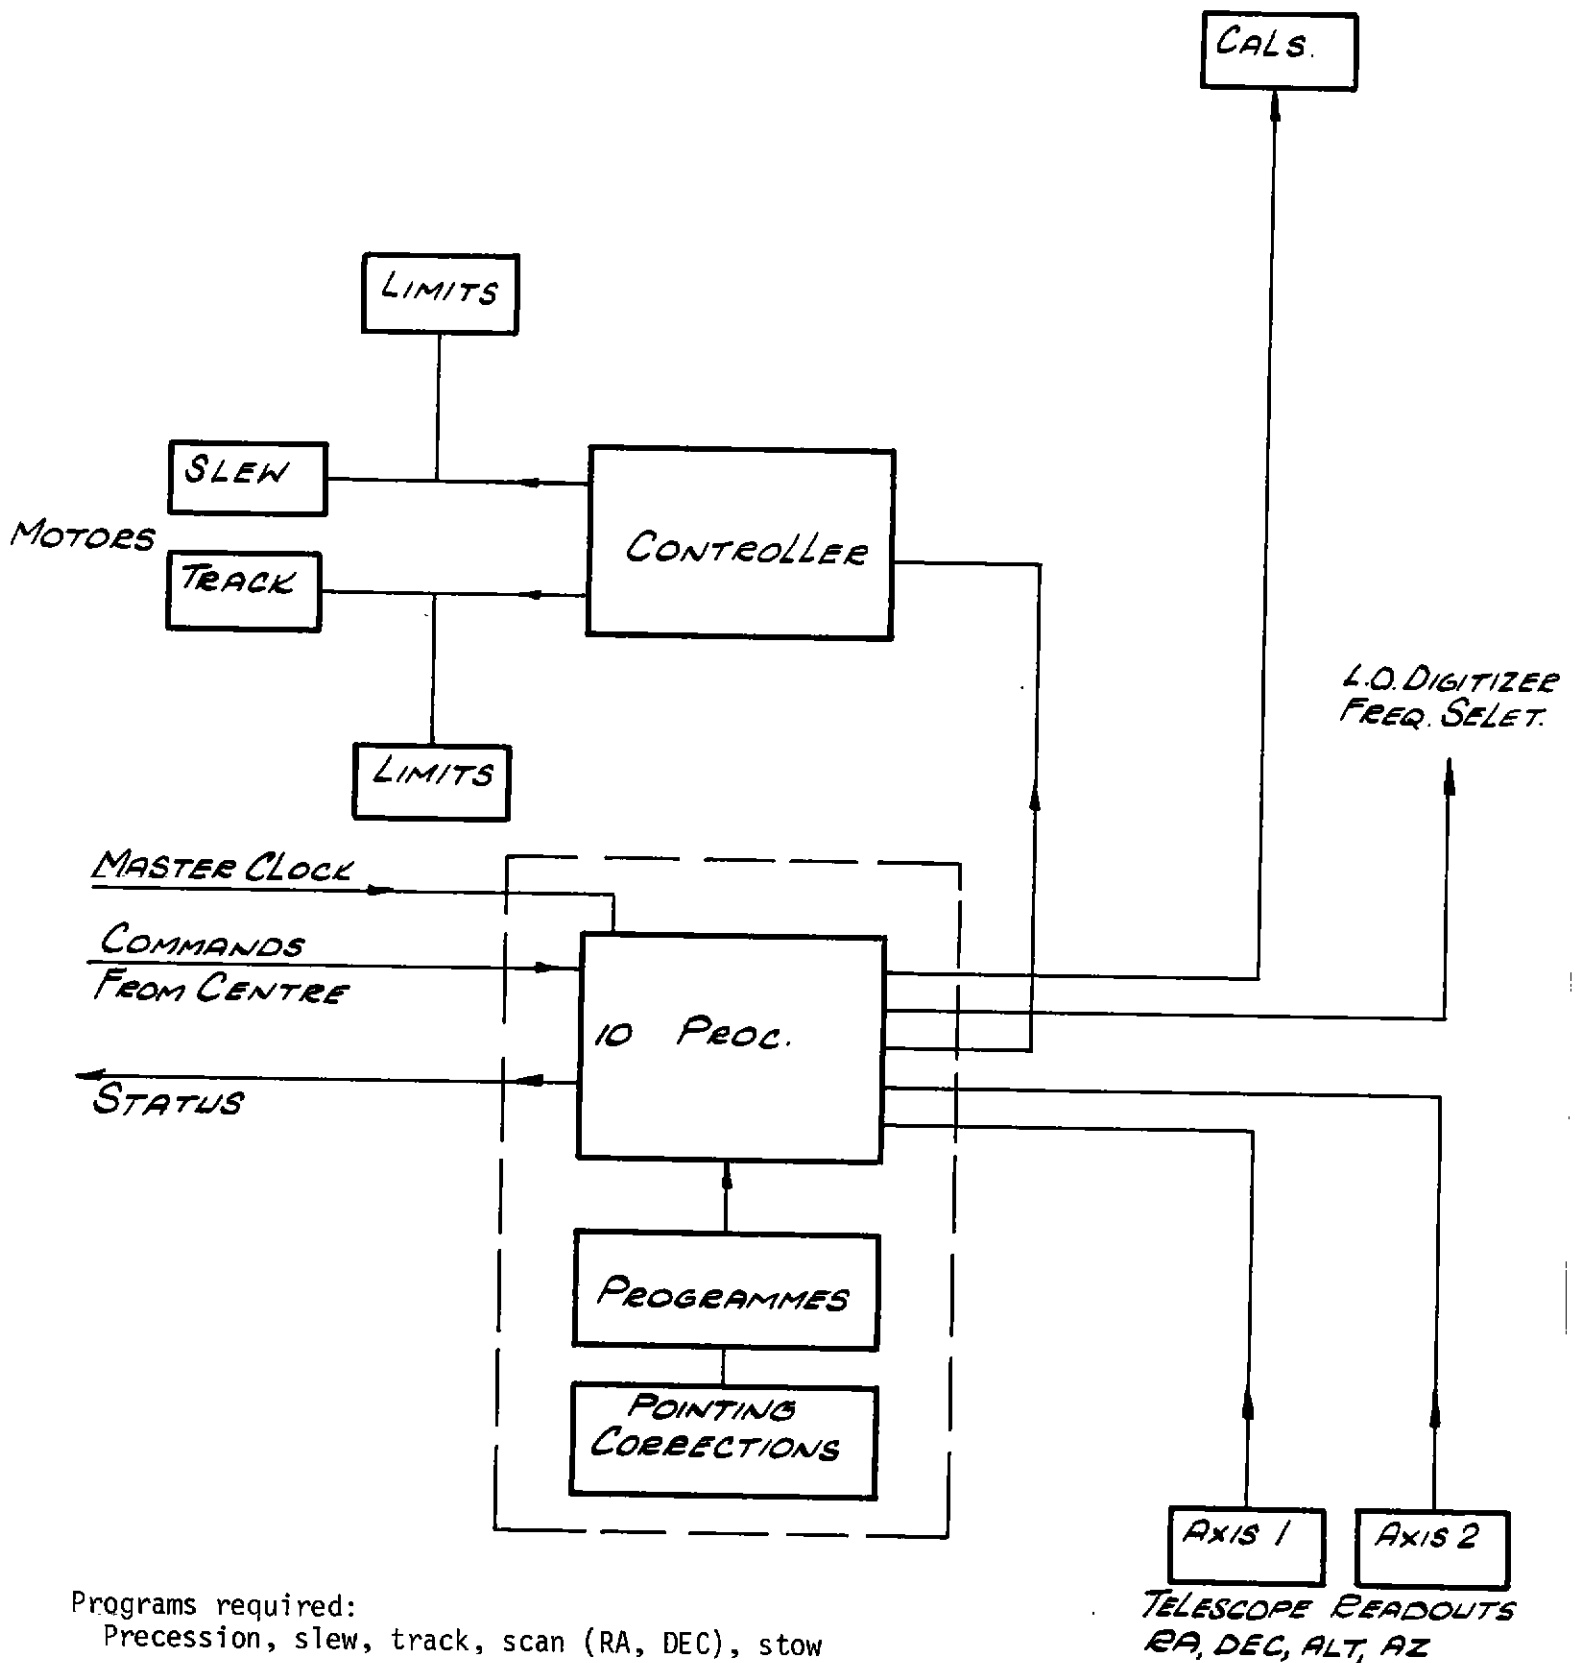 CALS.
LIMITS
SLEW
MOTORS
CONTROLLER
TRACK
L.O. DIGITIZER
FREQ. SELET.
LIMITS
MASTER CLOCK
COMMANDS
FROM CENTRE
10 PROC.
STATUS
PROGRAMMES
POINTING
CORRECTIONS
AXIS 1
AXIS 2
TELESCOPE READOUTS
RA, DEC, ALT, AZ
Programs required:
Precession, slew, track, scan (RA, DEC), stow